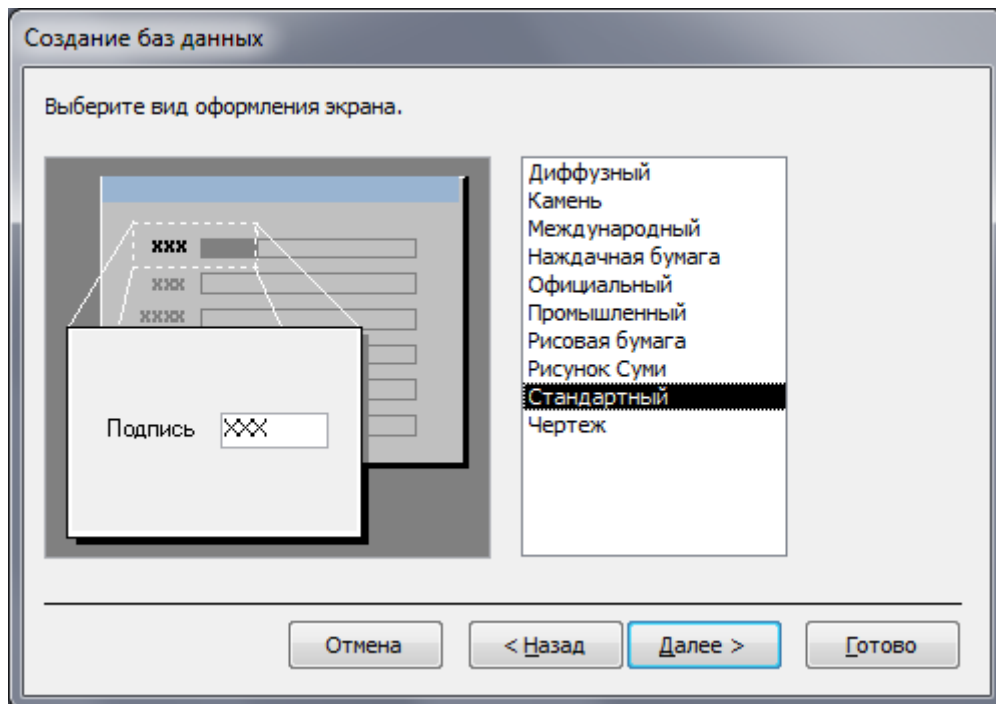 Создание баз данных
Выберите вид оформления экрана.
xxx
xxx
xxxx
Подпись XXX
Диффузный
Камень
Международный
Наждачная бумага
Официальный
Промышленный
Рисовая бумага
Рисунок Суми
Стандартный
Чертеж
Отмена
< Назад
Далее >
Готово